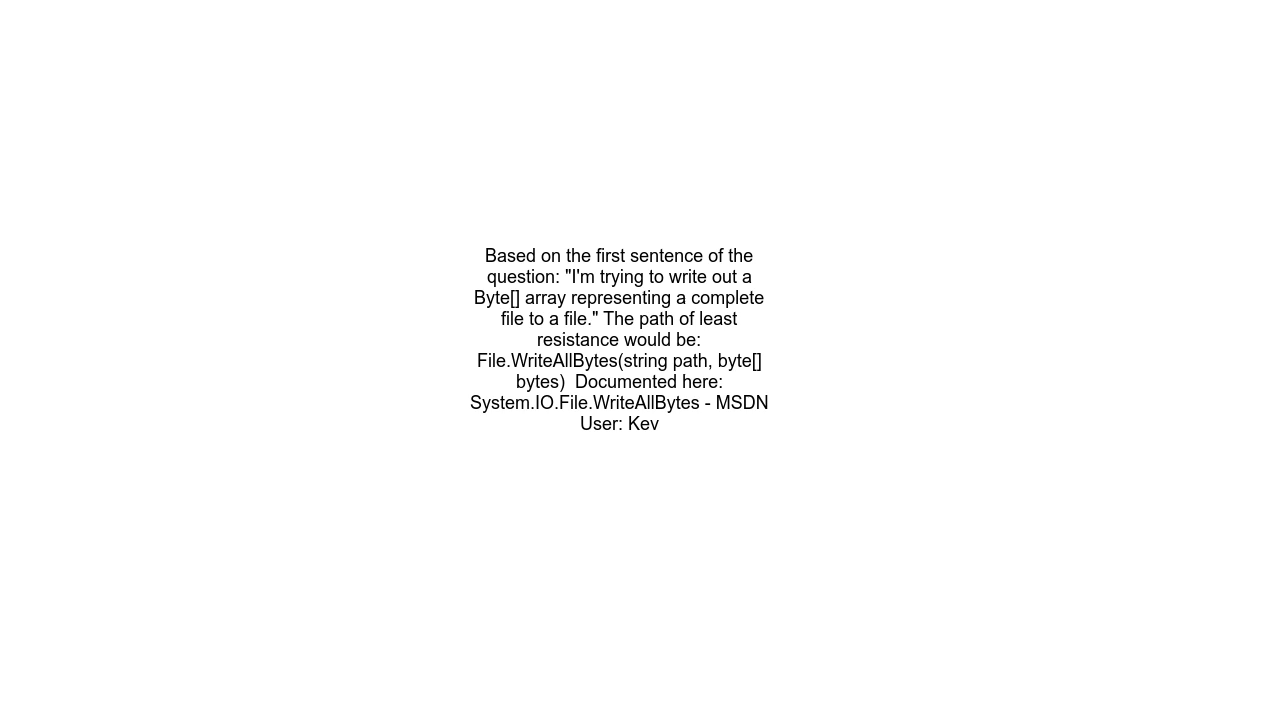 Based on the first sentence of the
question: "I'm trying to write out a
Byte[] array representing a complete
file to a file." The path of least
resistance would be:
File.WriteAllBytes(string path, byte[]
bytes)  Documented here:
System.IO.File.WriteAllBytes - MSDN
User: Kev